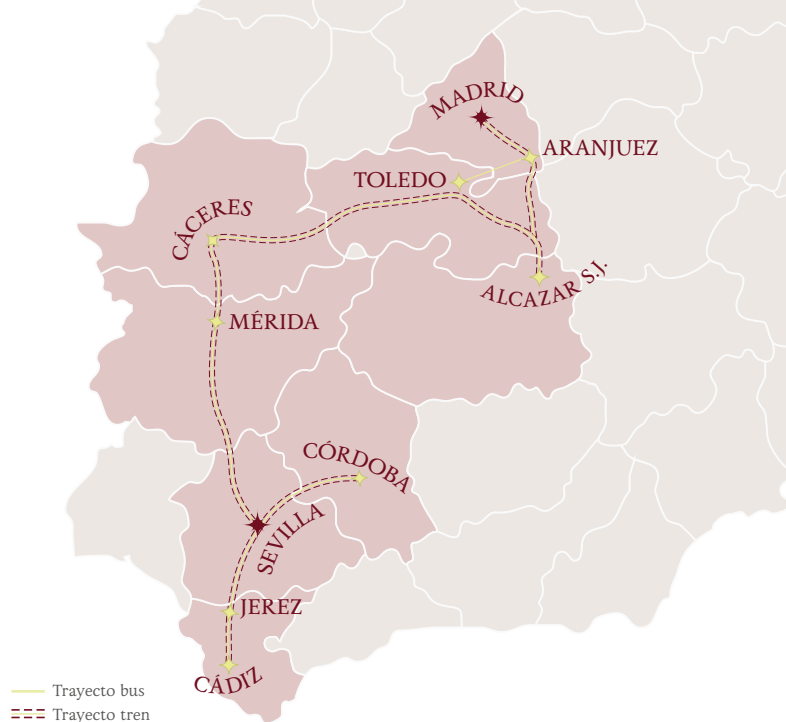 MADRID
ARANJUEZ
TOLEDO
CÁCERES
ALCAZAR S.J.
MÉRIDA
CÓRDOBA
SEVILLA
JEREZ
CÁDIZ
Trayecto bus
Trayecto tren